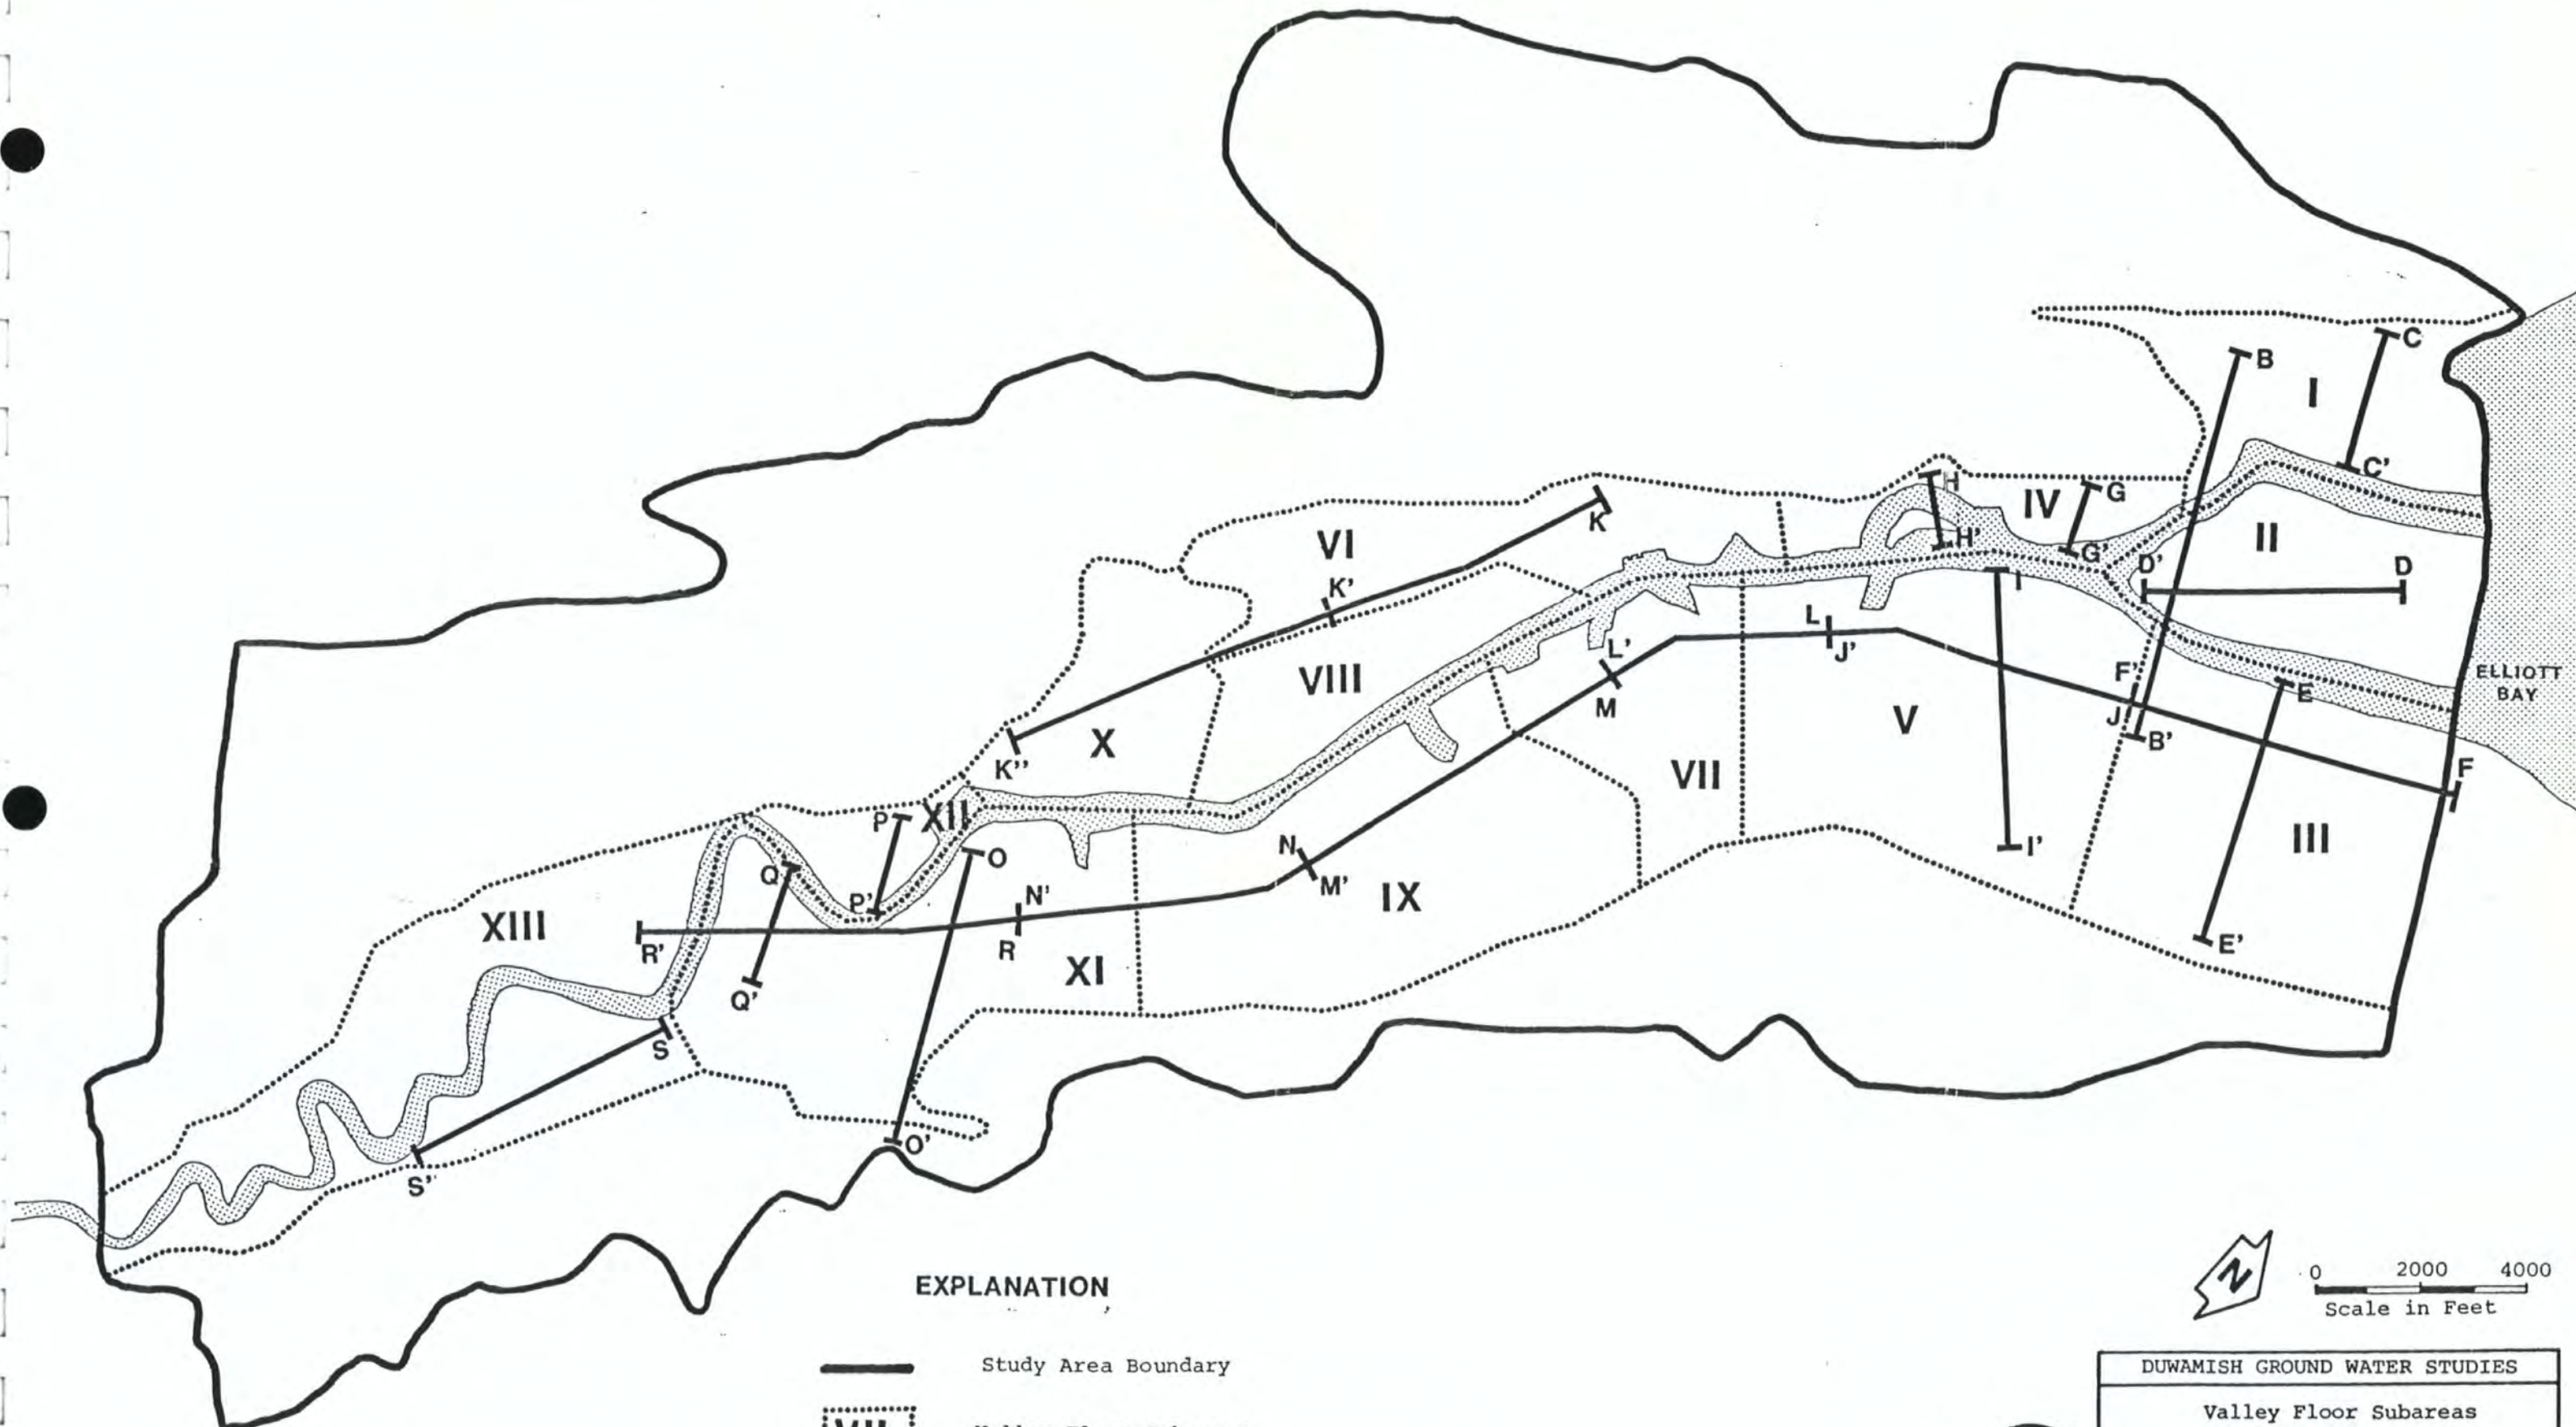 C
B
I
C'
H
IV
G
K
II
VI
H'
G'
D'
D
K'
I
L
L'
J'
VIII
F'
E
ELLIOTT
BAY
M
V
J
X
B'
K''
VII
F
P
XII
III
O
N
Q
M'
IX
P'
N'
XIII
R'
R
E'
I'
XI
Q'
S
O'
S'
N
0 2000 4000
Scale in Feet
EXPLANATION
Study Area Boundary
DUWAMISH GROUND WATER STUDIES
Valley Floor Subareas